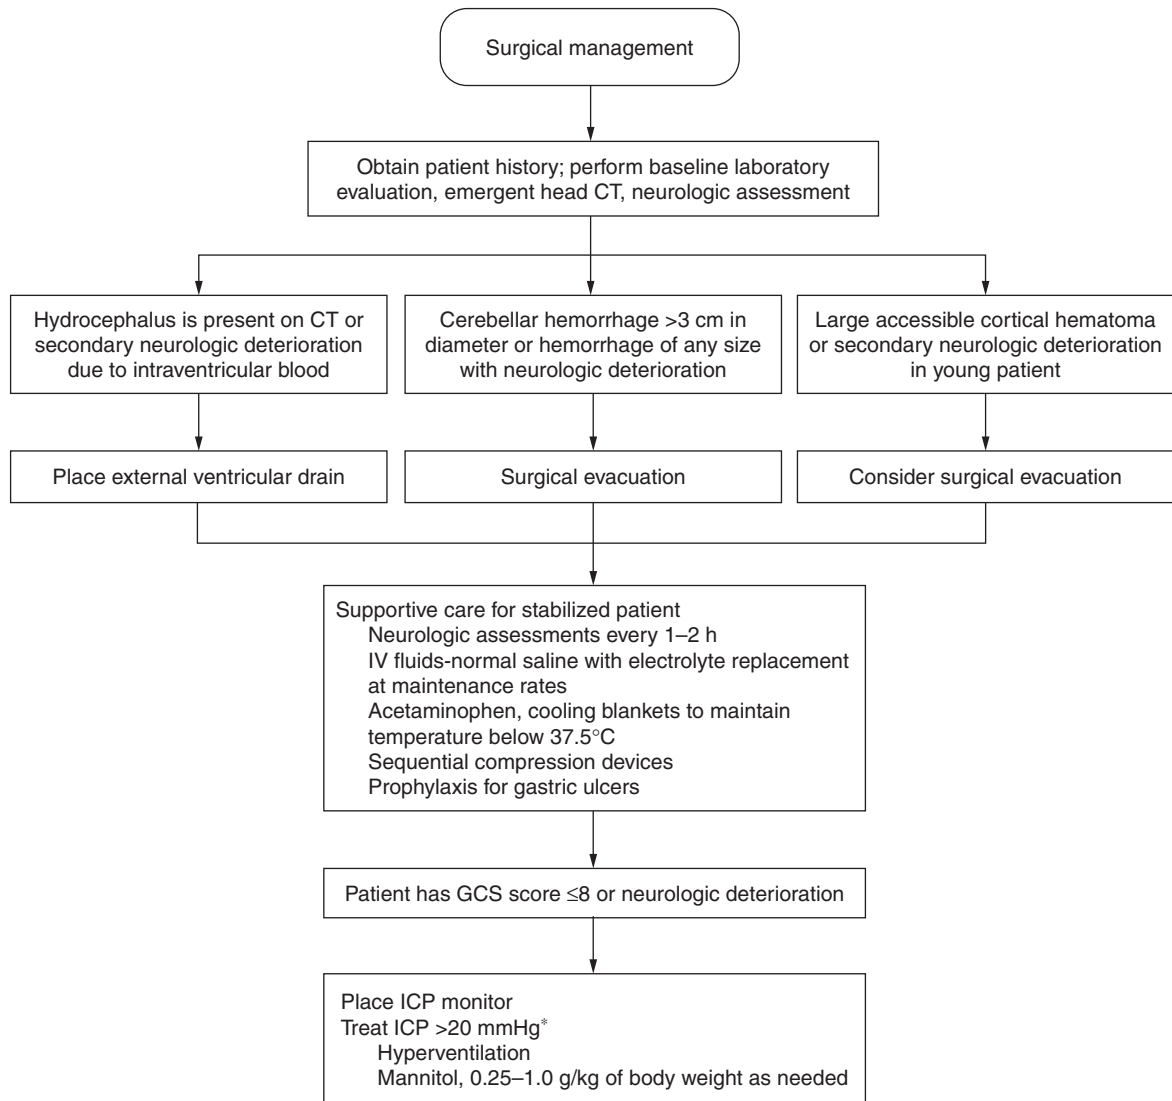 Surgical management
Obtain patient history; perform baseline laboratory
evaluation, emergent head CT, neurologic assessment
Hydrocephalus is present on CT or
secondary neurologic deterioration
due to intraventricular blood
Cerebellar hemorrhage >3 cm in
diameter or hemorrhage of any size
with neurologic deterioration
Large accessible cortical hematoma
or secondary neurologic deterioration
in young patient
Place external ventricular drain
Surgical evacuation
Consider surgical evacuation
Supportive care for stabilized patient
Neurologic assessments every 1–2 h
IV fluids-normal saline with electrolyte replacement
at maintenance rates
Acetaminophen, cooling blankets to maintain
temperature below 37.5°C
Sequential compression devices
Prophylaxis for gastric ulcers
Patient has GCS score ≤8 or neurologic deterioration
Place ICP monitor
Treat ICP >20 mmHg*
Hyperventilation
Mannitol, 0.25–1.0 g/kg of body weight as needed